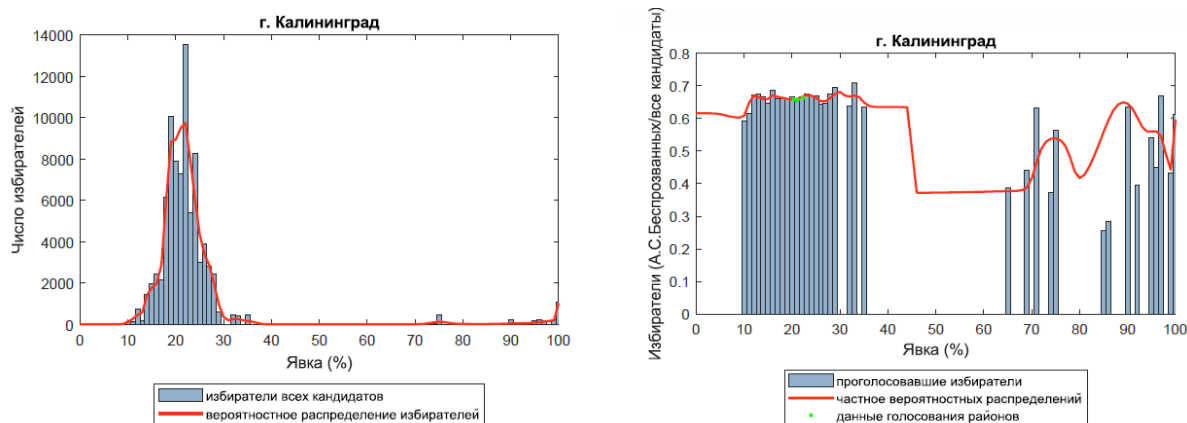 г. Калининград
Число избирателей
14000
12000
10000
8000
6000
4000
2000
0
0 10 20 30 40 50 60 70 80 90 100
Явка (%)
избиратели всех кандидатов
вероятностное распределение избирателей
г. Калининград
Избиратели (А.С.Беспрозванных/все кандидаты)
0.8
0.7
0.6
0.5
0.4
0.3
0.2
0.1
0
0 10 20 30 40 50 60 70 80 90 100
Явка (%)
проголосовавшие избиратели
частное вероятностных распределений
данные голосования районов